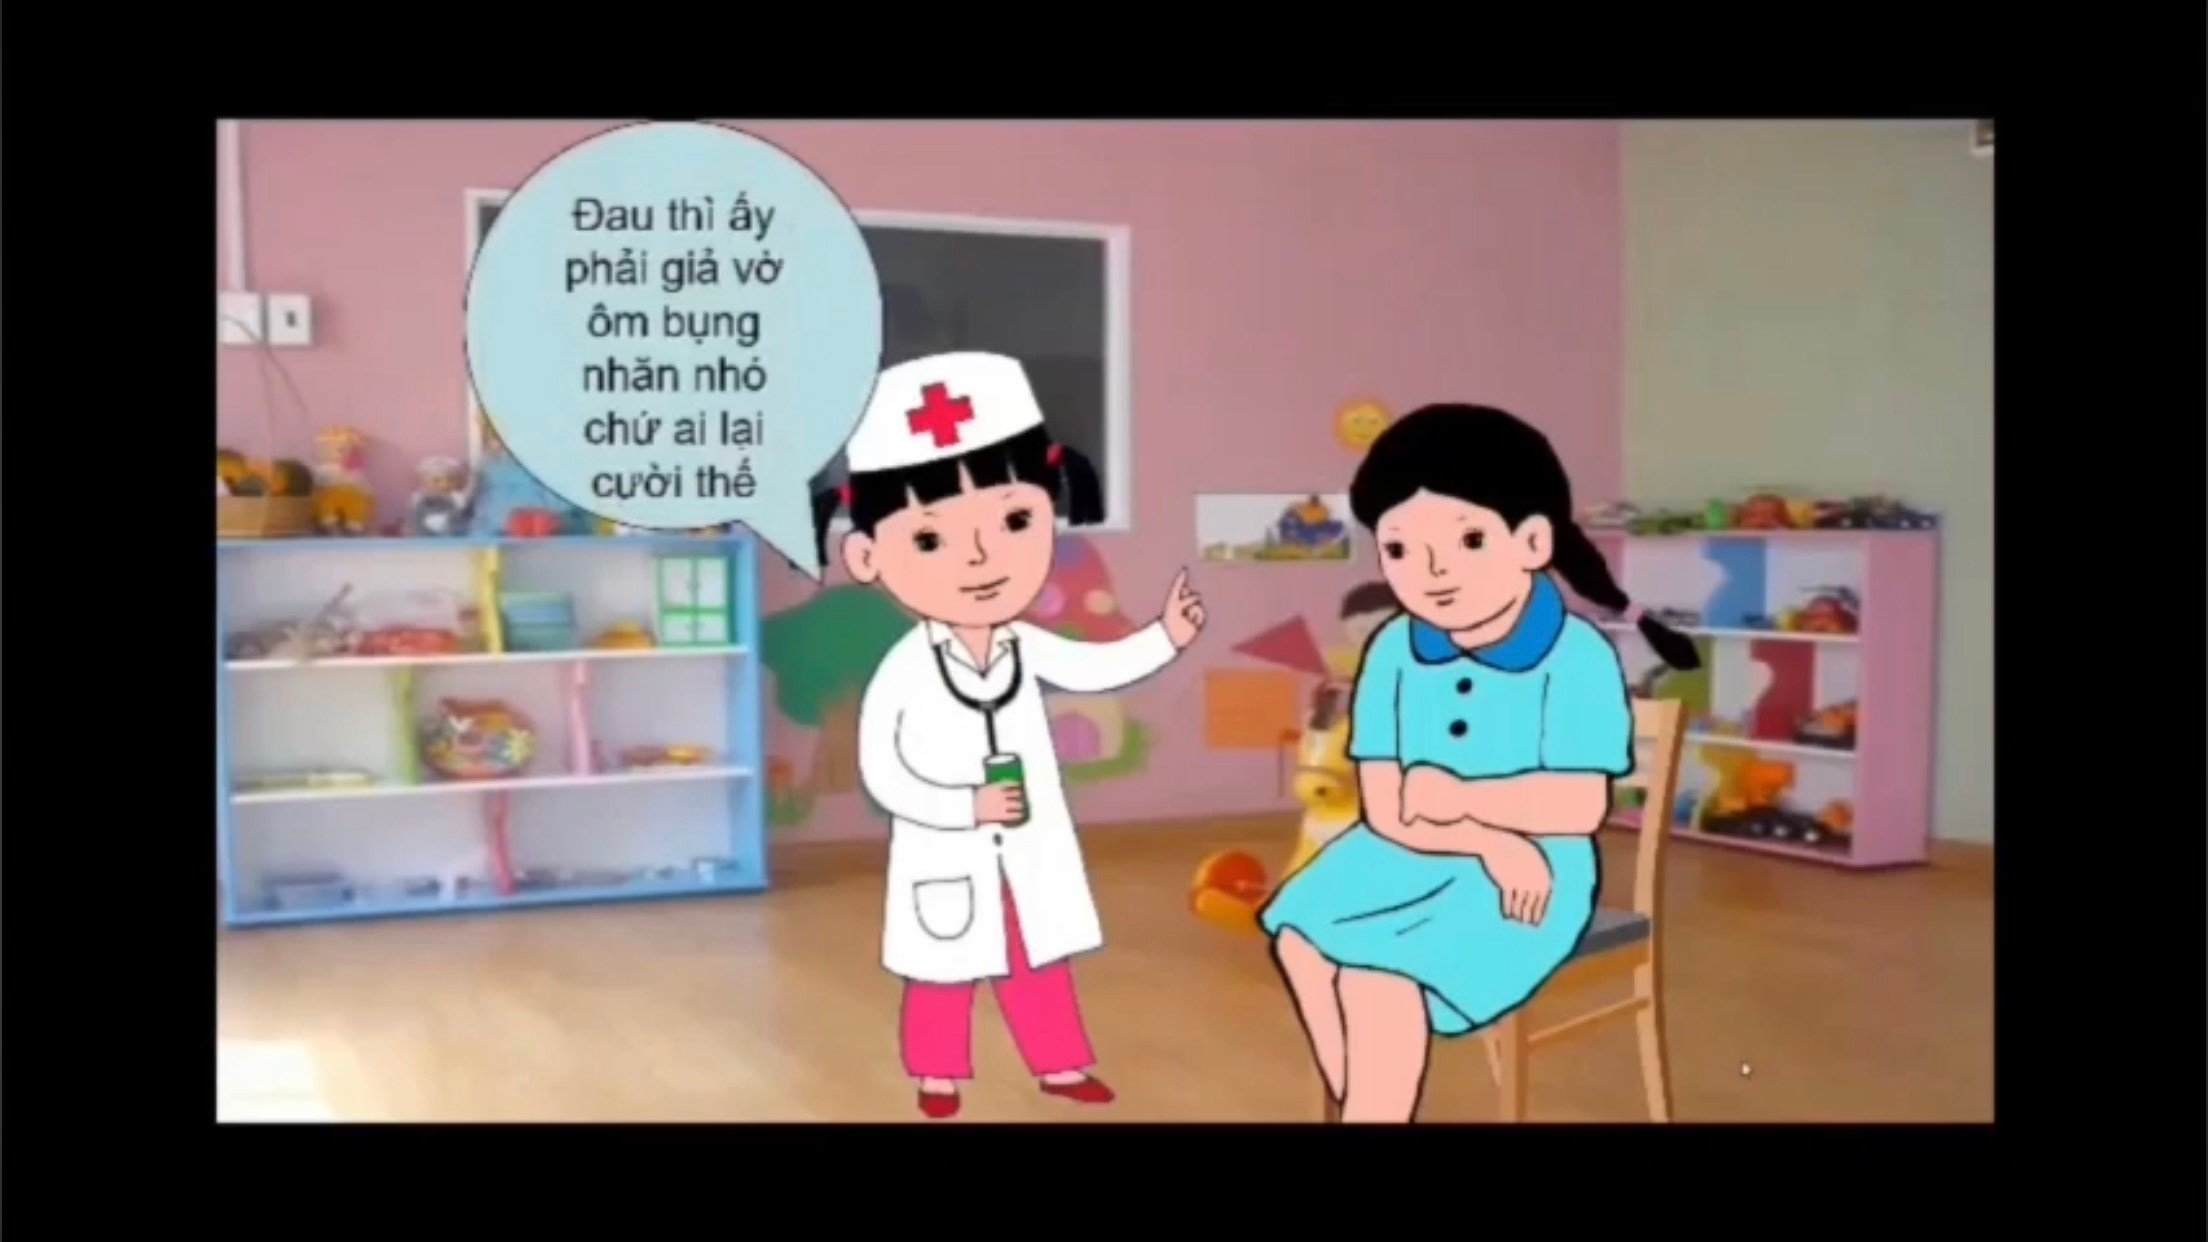 Đau thì ấy
phải giả vờ
ôm bụng
nhăn nhó
chứ ai lại
cười thế